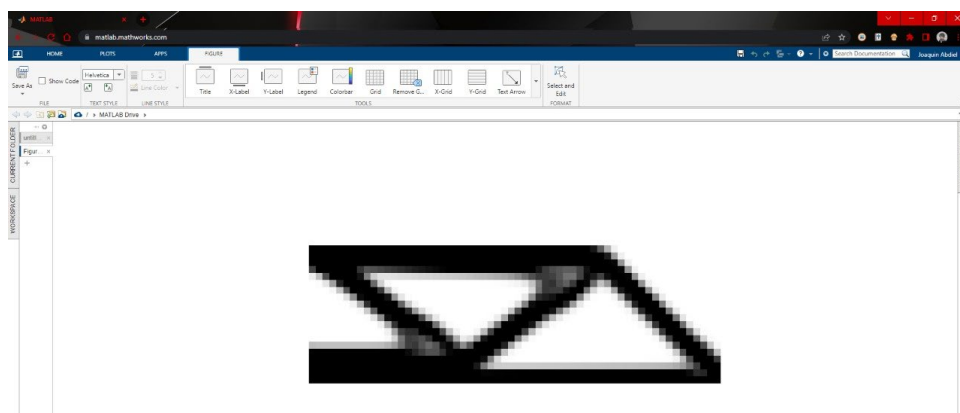 MATLAB
matlab.mathworks.com
HOME PLOTS APPS FIGURE
Search Documentation Joaquin Abdiel
Save As Show Code Helvetica 5 Line Color
Title X-Label Y-Label Legend Colorbar Grid Remove G... X-Grid Y-Grid Text Arrow Select and Edit
FILE TEXT STYLE LINE STYLE TOOLS FORMAT
/ MATLAB Drive
CURRENT FOLDER
untitl...
Figur...
WORKSPACE